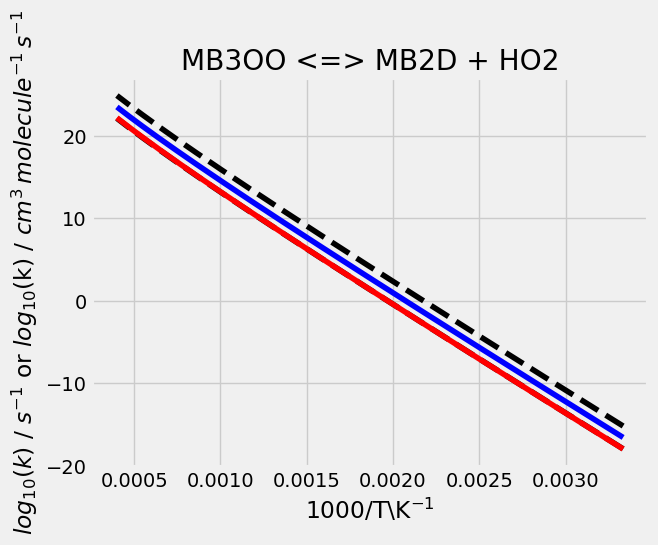 MB3OO <=> MB2D + HO2
log₁₀(k) / s⁻¹ or log₁₀(k) / cm³ molecule⁻¹ s⁻¹
20
10
0
−10
−20
0.0005 0.0010 0.0015 0.0020 0.0025 0.0030
1000/T\K⁻¹